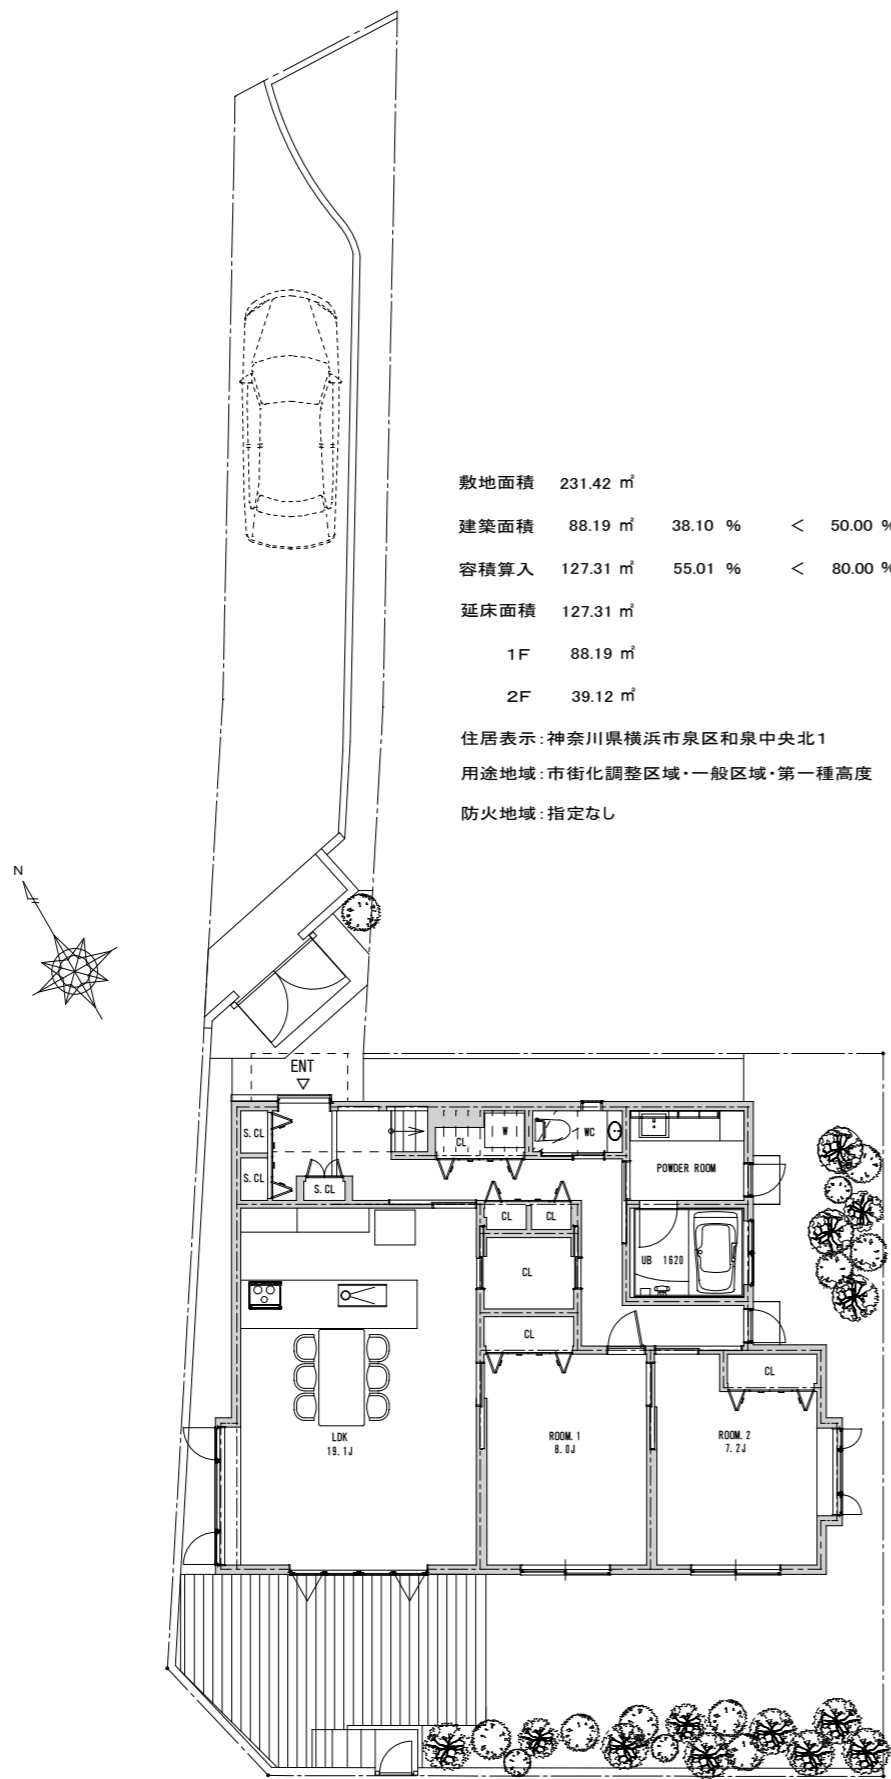 敷地面積 231.42 ㎡
建築面積 88.19 ㎡ 38.10 % < 50.00 %
容積算入 127.31 ㎡ 55.01 % < 80.00 %
延床面積 127.31 ㎡
1F 88.19 ㎡
2F 39.12 ㎡
住居表示:神奈川県横浜市泉区和泉中央北1
用途地域:市街化調整区域・一般区域・第一種高度
防火地域:指定なし
N
ENT
S.CL
S.CL
S.CL
CL
W
WC
POWDER ROOM
CL
CL
CL
UB 1620
CL
CL
LDK
19.1J
ROOM.1
8.0J
ROOM.2
7.2J